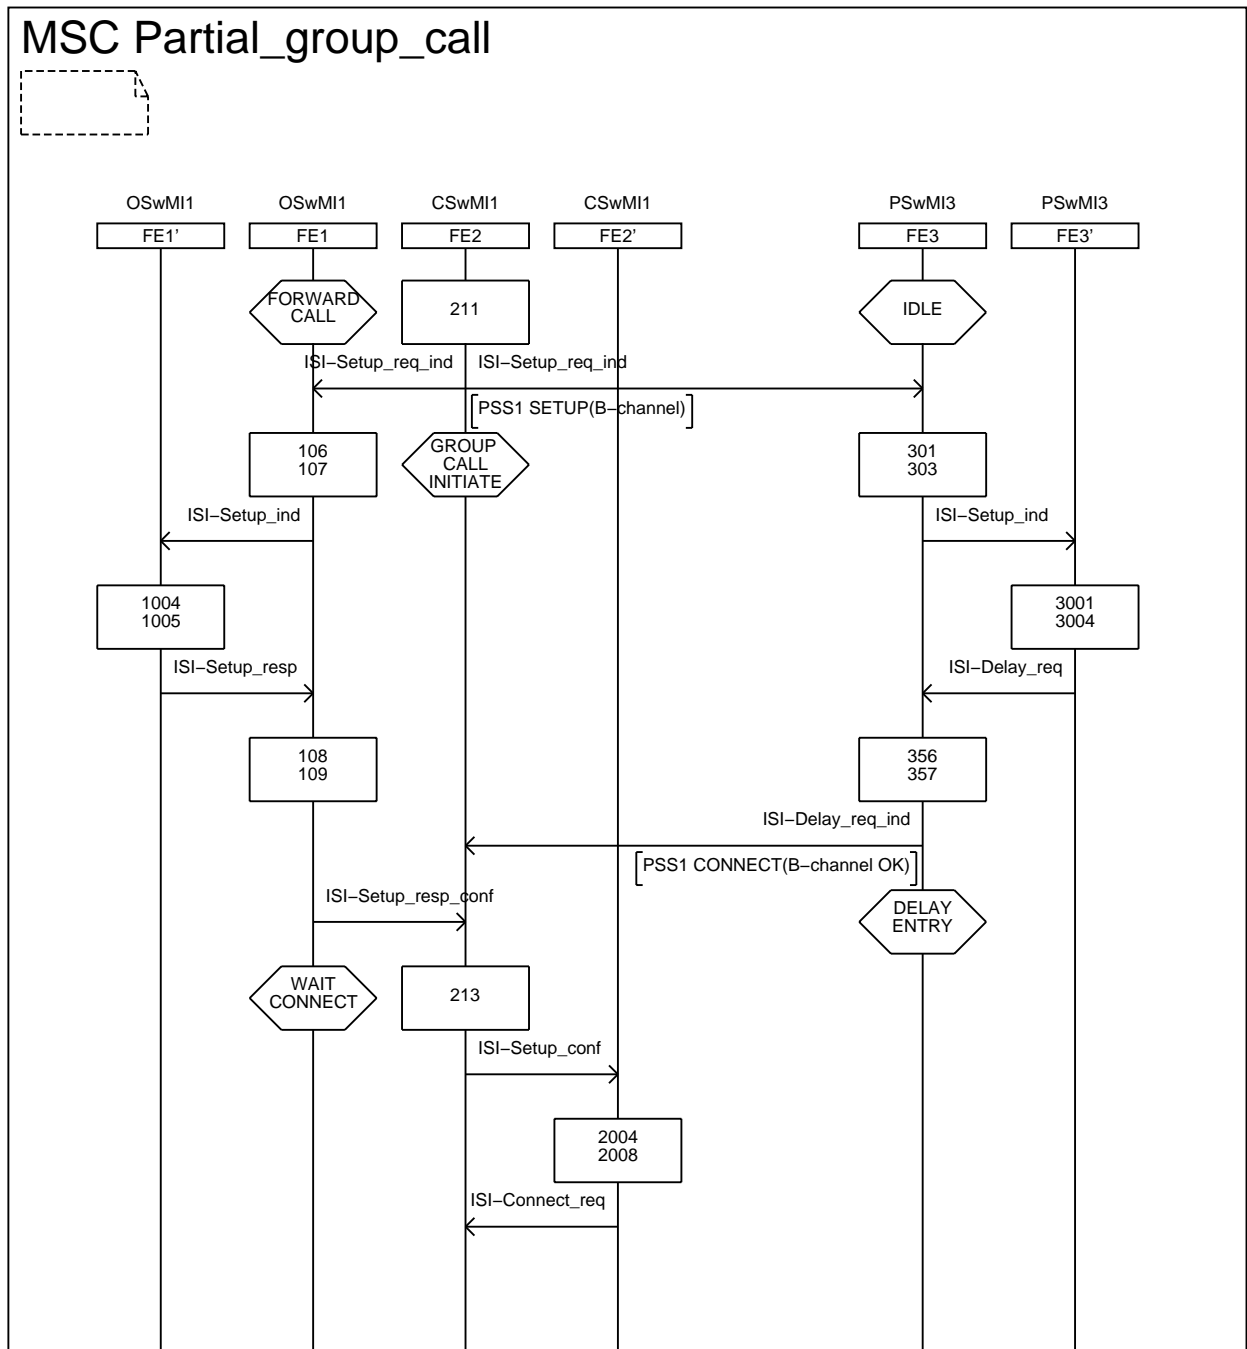 MSC Partial_group_call
OSwMI1 OSwMI1 CSwMI1 CSwMI1 PSwMI3 PSwMI3
FE1' FE1 FE2 FE2' FE3 FE3'
FORWARD
CALL
211
IDLE
ISI-Setup_req_ind ISI-Setup_req_ind
PSS1 SETUP(B-channel)
106
107
GROUP
CALL
INITIATE
301
303
ISI-Setup_ind ISI-Setup_ind
1004
1005
3001
3004
ISI-Setup_resp ISI-Delay_req
108
109
356
357
ISI-Delay_req_ind
PSS1 CONNECT(B-channel OK)
ISI-Setup_resp_conf
DELAY
ENTRY
WAIT
CONNECT
213
ISI-Setup_conf
2004
2008
ISI-Connect_req